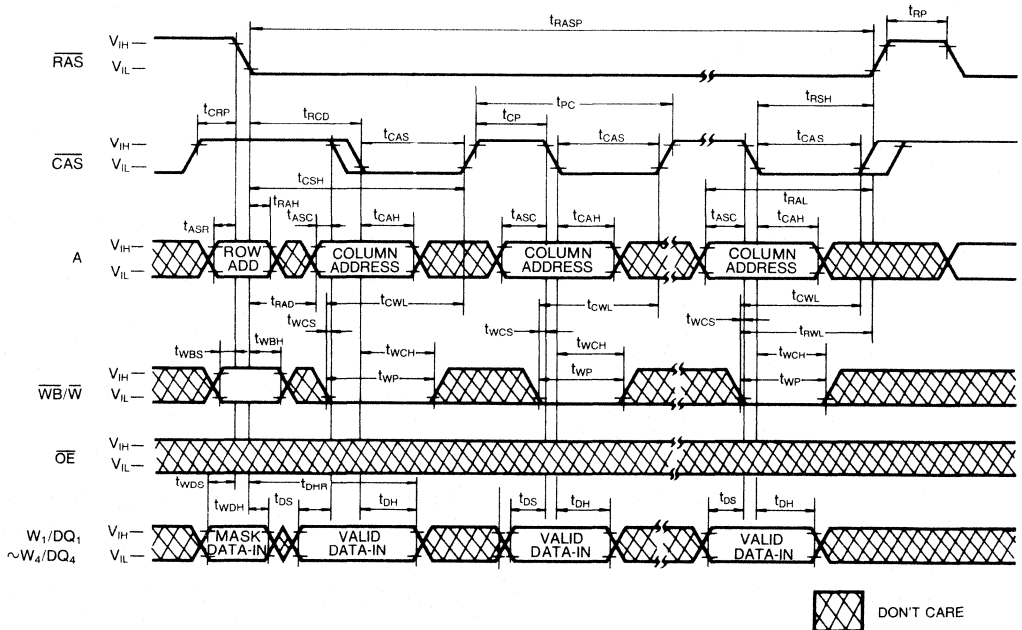 tRASP
tRP
RAS
VIH
VIL
tCRP
tRCD
tCAS
tCP
tPC
tCAS
tRSH
tCAS
CAS
VIH
VIL
tCSH
tRAL
tASR
tRAH
tASC
tCAH
tASC
tCAH
tASC
tCAH
A
VIH
VIL
ROW
ADD
COLUMN
ADDRESS
COLUMN
ADDRESS
COLUMN
ADDRESS
tRAD
tCWL
tCWL
tCWL
tWCS
tWCS
tWCS
tRWL
tWBS
tWBH
tWCH
tWCH
tWCH
tWP
tWP
tWP
WB/W
VIH
VIL
OE
VIH
VIL
tWDS
tDHR
tWDH
tDS
tDH
tDS
tDH
tDS
tDH
W1/DQ1
~W4/DQ4
VIH
VIL
MASK
DATA-IN
VALID
DATA-IN
VALID
DATA-IN
VALID
DATA-IN
DON'T CARE